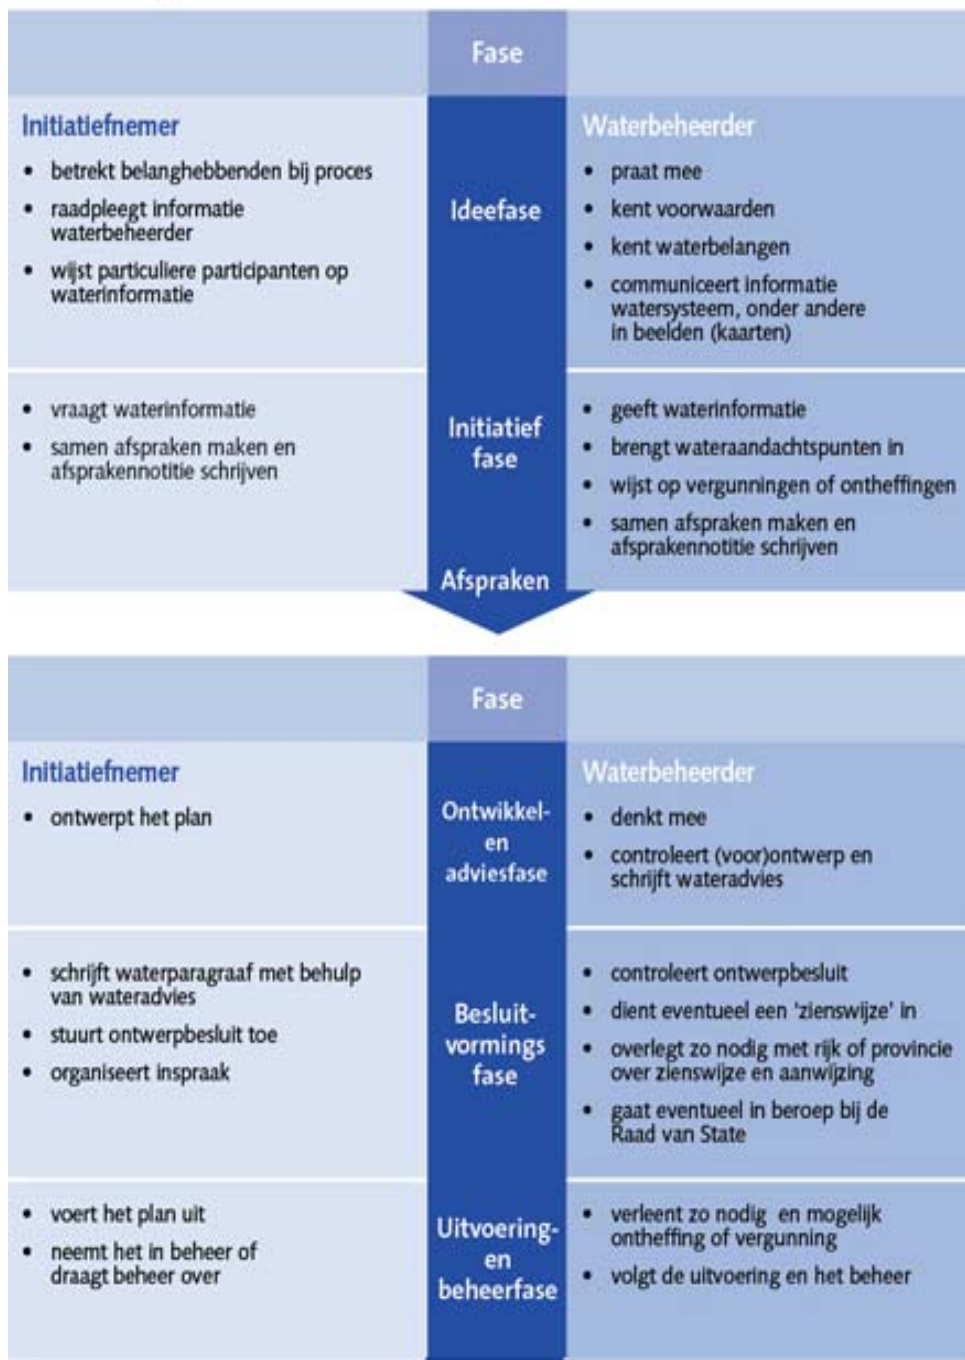 Fase
Initiatiefnemer
• betrekt belanghebbenden bij proces
• raadpleegt informatie
waterbeheerder
• wijst particuliere participanten op
waterinformatie
Ideefase
Waterbeheerder
• praat mee
• kent voorwaarden
• kent waterbelangen
• communiceert informatie
watersysteem, onder andere
in beelden (kaarten)
• vraagt waterinformatie
• samen afspraken maken en
afsprakennotitie schrijven
Initiatief
fase
• geeft waterinformatie
• brengt wateraandachtspunten in
• wijst op vergunningen of ontheffingen
• samen afspraken maken en
afsprakennotitie schrijven
Afspraken
Fase
Initiatiefnemer
• ontwerpt het plan
Ontwikkel-
en
adviesfase
Waterbeheerder
• denkt mee
• controleert (voor)ontwerp en
schrijft wateradvies
• schrijft waterparagraaf met behulp
van wateradvies
• stuurt ontwerpbesluit toe
• organiseert inspraak
Besluit-
vormings
fase
• controleert ontwerpbesluit
• dient eventueel een ‘zienswijze’ in
• overlegt zo nodig met rijk of provincie
over zienswijze en aanwijzing
• gaat eventueel in beroep bij de
Raad van State
• voert het plan uit
• neemt het in beheer of
draagt beheer over
Uitvoering-
en
beheerfase
• verleent zo nodig en mogelijk
ontheffing of vergunning
• volgt de uitvoering en het beheer